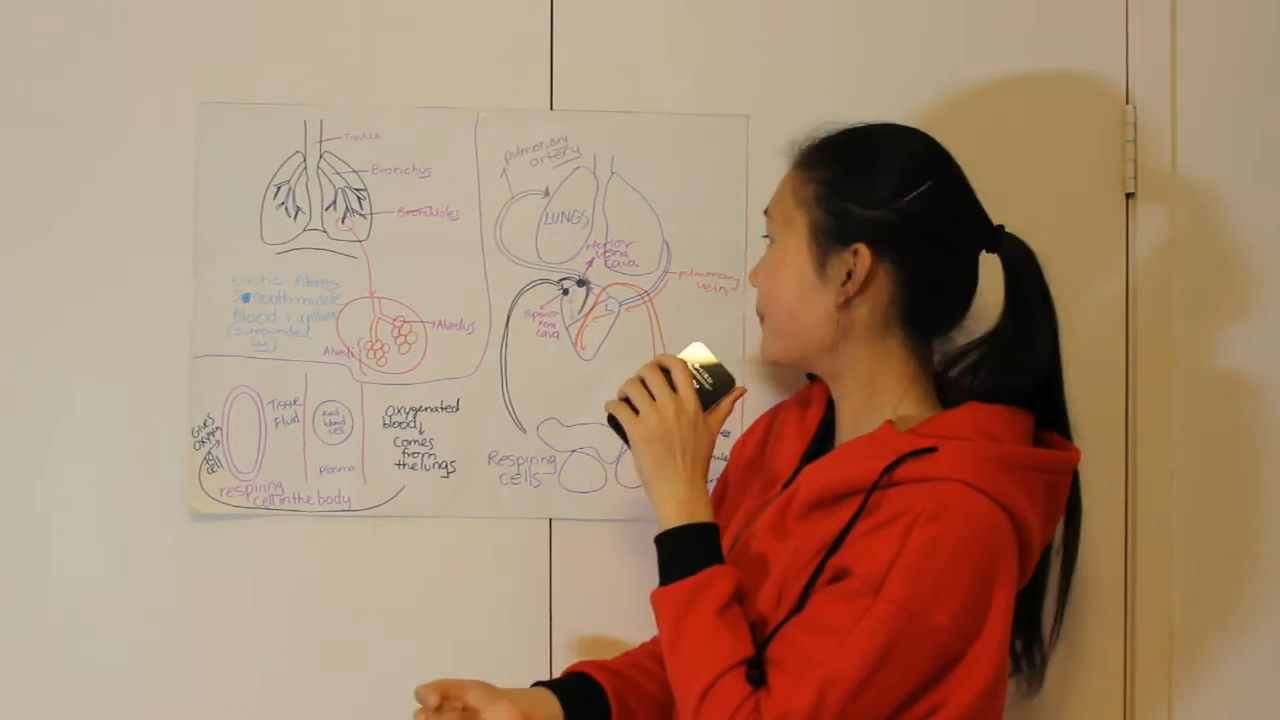 Trachea
Bronchus
Bronchioles
Elastic fibres
Smooth muscle
Blood capillar
(surrounded
by)
Alveolus
Alveoli
Gives
oxygen
to
Tissue
Fluid
Red
blood
cell
Plasma
respiring
cell in the body
oxygenated
blood
comes
from
the lungs
pulmonary
artery
LUNGS
inferior
vena
cava
pulmonary
vein
superior
vena
cava
L
Respiring
cells